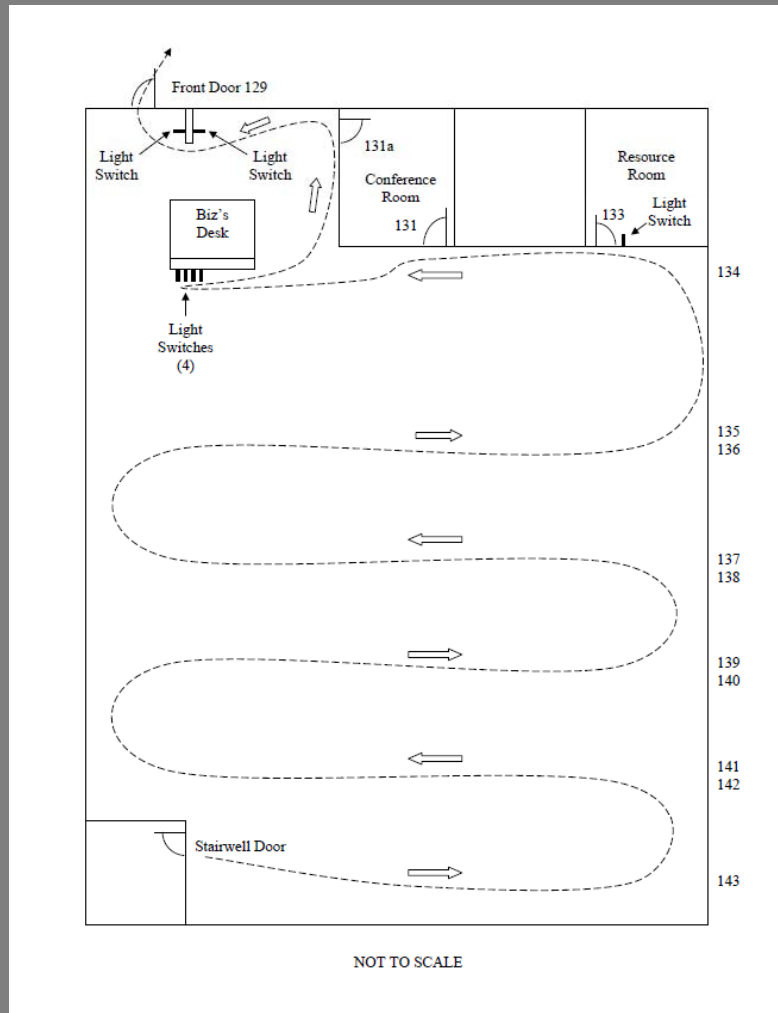 Front Door 129
Light
Switch
Light
Switch
131a
Conference
Room
131
Resource
Room
133
Light
Switch
Biz's
Desk
Light
Switches
(4)
134
135
136
137
138
139
140
141
142
Stairwell Door
143
NOT TO SCALE